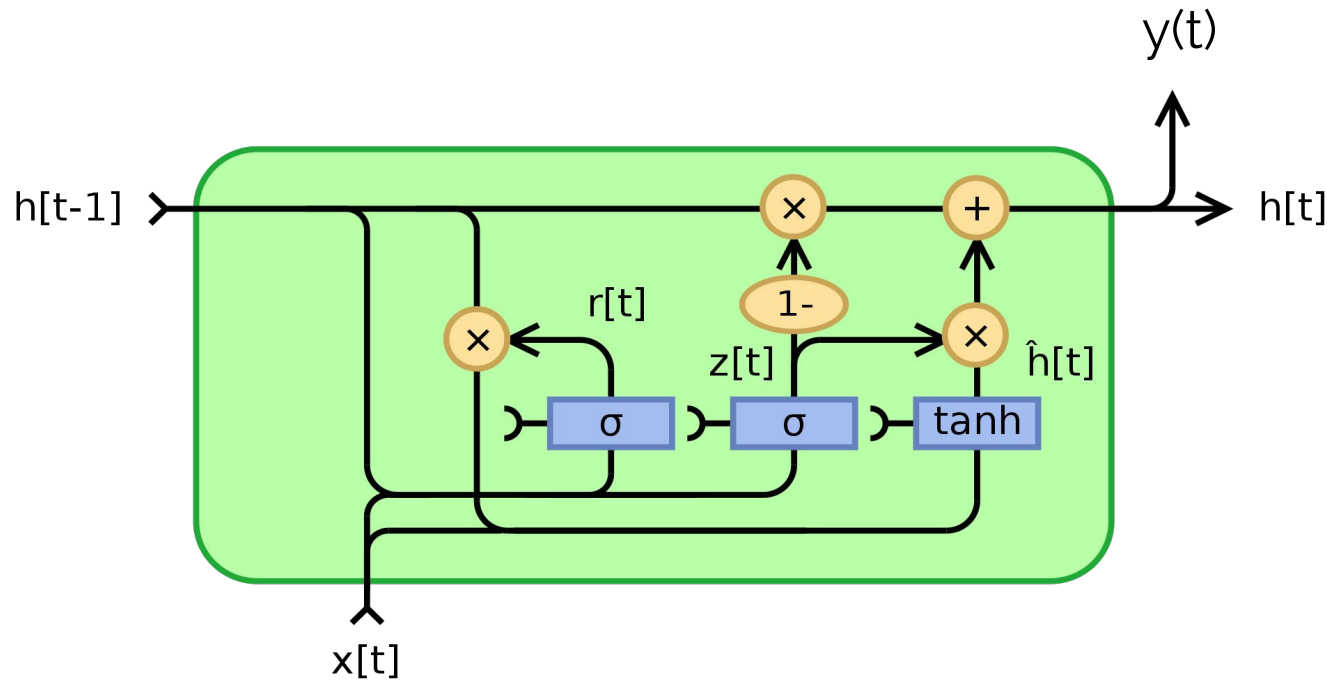 y(t)
h[t-1]
×
+
h[t]
r[t]
1-
×
×
z[t]
ĥ[t]
σ
σ
tanh
x[t]